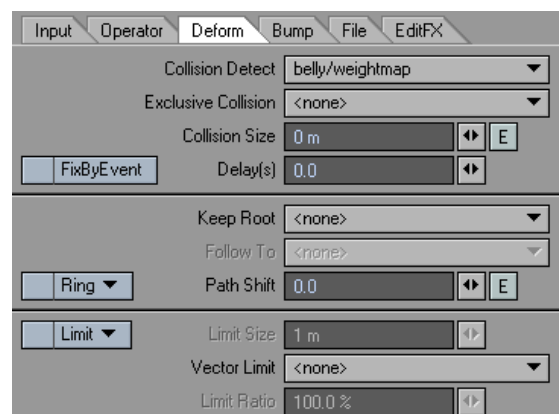 Input Operator Deform Bump File EditFX
Collision Detect belly/weightmap
Exclusive Collision <none>
Collision Size 0 m E
FixByEvent Delay(s) 0.0
Keep Root <none>
Follow To <none>
Ring Path Shift 0.0 E
Limit Limit Size 1 m
Vector Limit <none>
Limit Ratio 100.0 %